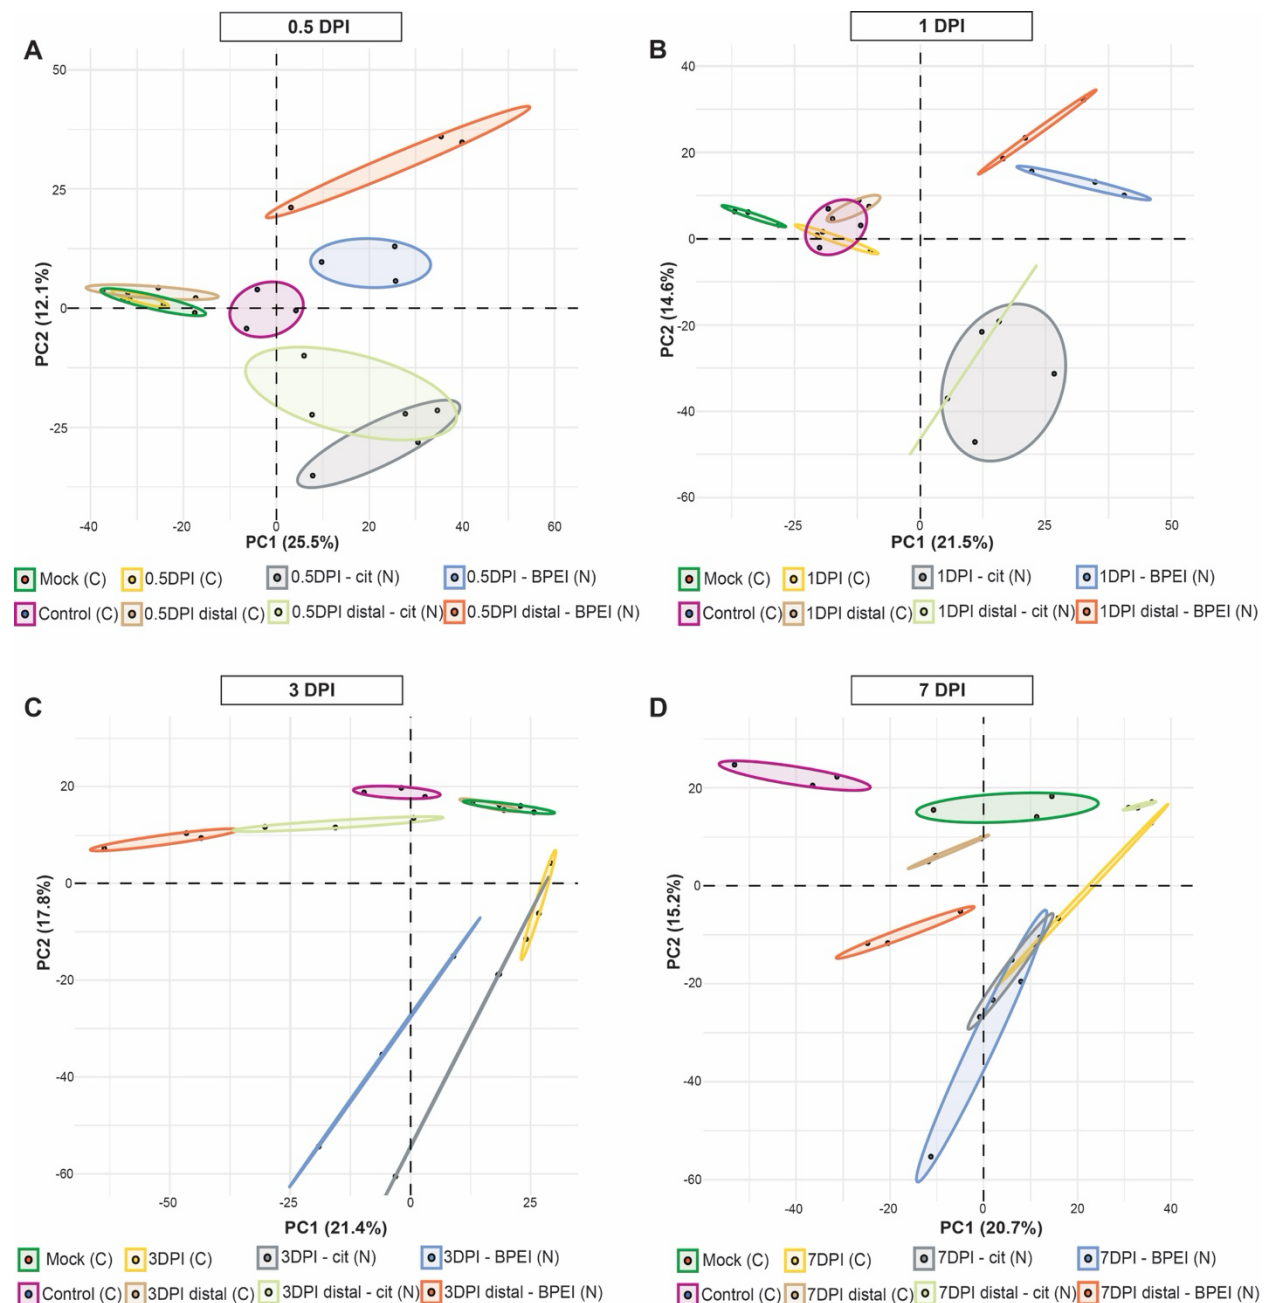 0.5 DPI
A
50
25
0
-25
PC2 (12.1%)
-40 -20 0 20 40 60
PC1 (25.5%)
Mock (C) 0.5DPI (C) 0.5DPI - cit (N) 0.5DPI - BPEI (N)
Control (C) 0.5DPI distal (C) 0.5DPI distal - cit (N) 0.5DPI distal - BPEI (N)
1 DPI
B
40
20
0
-20
-40
-60
PC2 (14.6%)
-25 0 25 50
PC1 (21.5%)
Mock (C) 1DPI (C) 1DPI - cit (N) 1DPI - BPEI (N)
Control (C) 1DPI distal (C) 1DPI distal - cit (N) 1DPI distal - BPEI (N)
3 DPI
C
20
0
-20
-40
-60
PC2 (17.8%)
-50 -25 0 25
PC1 (21.4%)
Mock (C) 3DPI (C) 3DPI - cit (N) 3DPI - BPEI (N)
Control (C) 3DPI distal (C) 3DPI distal - cit (N) 3DPI distal - BPEI (N)
7 DPI
D
20
0
-20
-40
-60
PC2 (15.2%)
-40 -20 0 20 40
PC1 (20.7%)
Mock (C) 7DPI (C) 7DPI - cit (N) 7DPI - BPEI (N)
Control (C) 7DPI distal (C) 7DPI distal - cit (N) 7DPI distal - BPEI (N)